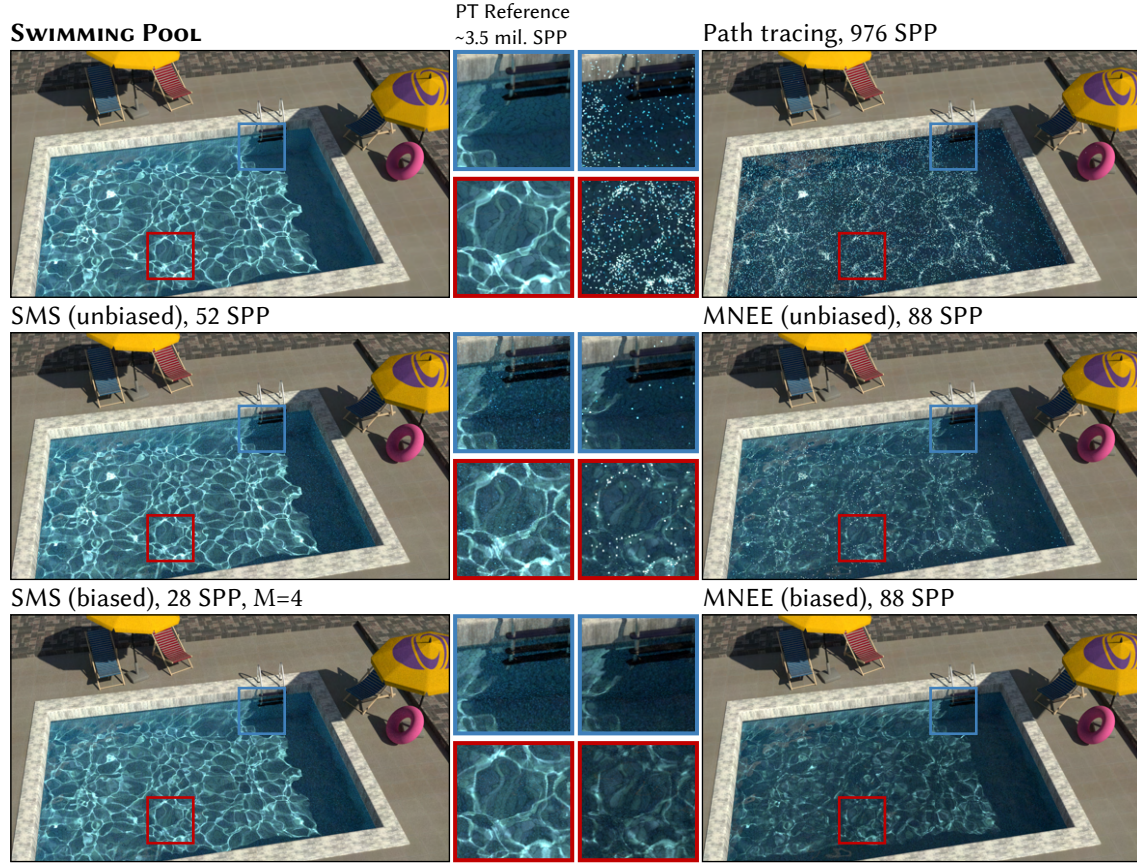 SWIMMING POOL
PT Reference
~3.5 mil. SPP
Path tracing, 976 SPP
SMS (unbiased), 52 SPP
MNEE (unbiased), 88 SPP
SMS (biased), 28 SPP, M=4
MNEE (biased), 88 SPP